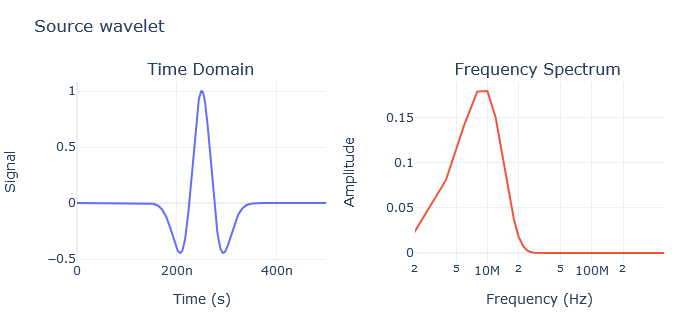 Source wavelet
Time Domain
Frequency Spectrum
Signal
1
0.5
0
−0.5
0
200n
400n
Time (s)
Amplitude
0.15
0.1
0.05
0
2
5
10M
2
5
100M
2
Frequency (Hz)